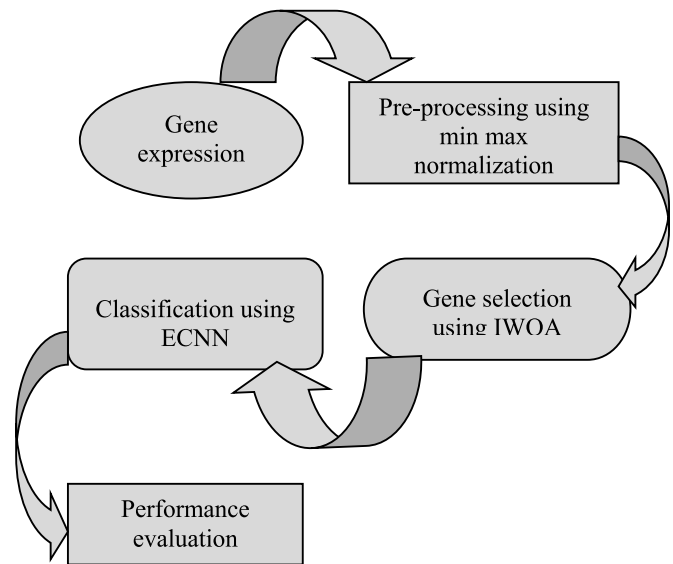 Gene
expression
Pre-processing using
min max
normalization
Gene selection
using IWOA
Classification using
ECNN
Performance
evaluation